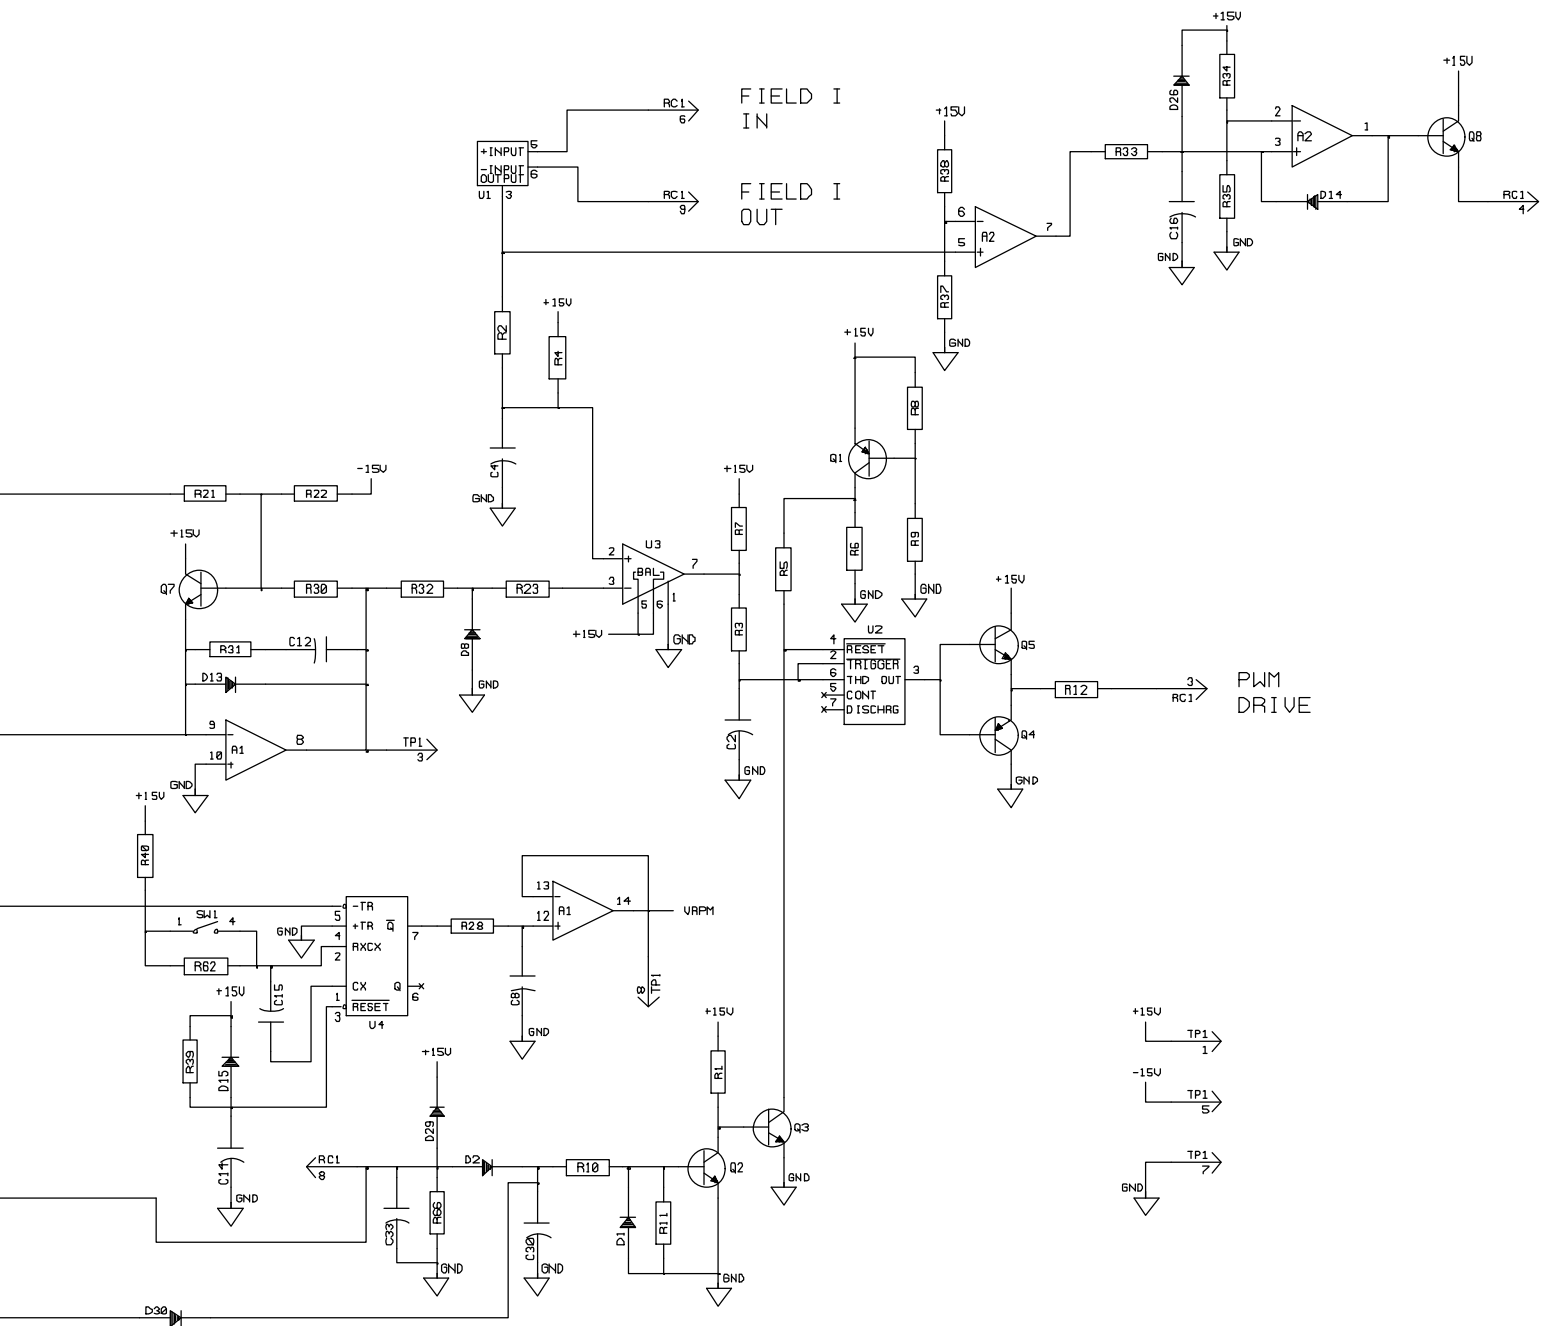 +15V
R34
D26
+15V
FIELD I
IN
RC1
6
+15V
2
A2
1
3
Q8
+INPUT
5
-INPUT
OUTPUT
6
U1
3
R38
R33
FIELD I
OUT
RC1
9
R35
D14
RC1
4
6
A2
7
5
C16
GND
GND
+15V
R37
R2
R4
+15V
GND
R8
-15V
C4
Q1
+15V
R21
R22
GND
+15V
R7
R6
R9
U3
2
7
BAL
3
5
6
1
R5
Q7
R30
R32
R23
GND
GND
+15V
+15V
R3
U2
GND
R31
C12
D8
4
RESET
2
TRIGGER
6
THD
OUT
3
5
CONT
7
DISCHRG
Q5
D13
GND
R12
3
RC1
PWM
DRIVE
9
A1
8
10
TP1
3
C2
Q4
GND
GND
GND
+15V
R40
13
14
A1
12
VRPM
-TR
SW1
1
4
5
+TR
Q
GND
4
7
R28
RXCX
2
R62
C15
CX
Q
6
1
RESET
3
U4
C8
8
TP1
+15V
GND
+15V
+15V
TP1
1
R39
D15
+15V
R1
-15V
TP1
5
D29
Q3
RC1
8
D2
R10
Q2
C14
GND
TP1
7
GND
GND
C33
R66
C30
D1
R11
GND
GND
GND
D30